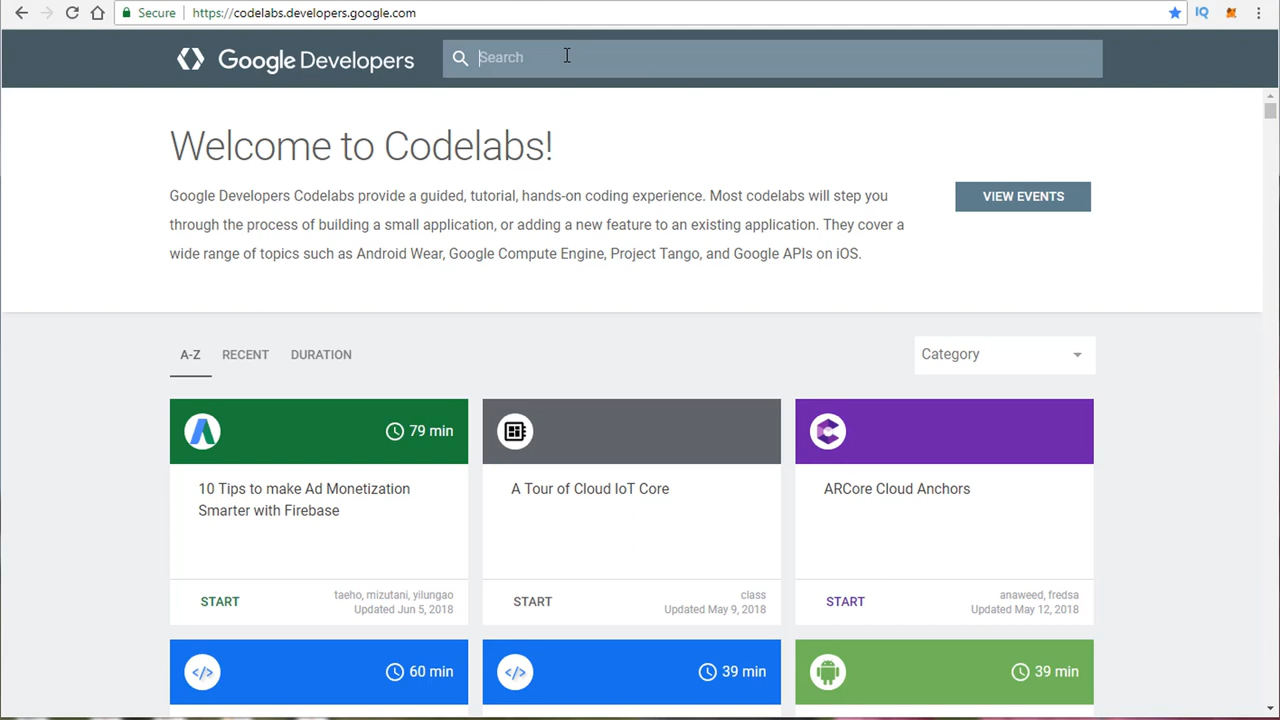 Secure https://codelabs.developers.google.com
IQ
Google Developers
Search
Welcome to Codelabs!
Google Developers Codelabs provide a guided, tutorial, hands-on coding experience. Most codelabs will step you
through the process of building a small application, or adding a new feature to an existing application. They cover a
wide range of topics such as Android Wear, Google Compute Engine, Project Tango, and Google APIs on iOS.
VIEW EVENTS
A-Z RECENT DURATION
Category
79 min
10 Tips to make Ad Monetization
Smarter with Firebase
START
taeho, mizutani, yilungao
Updated Jun 5, 2018
A Tour of Cloud IoT Core
START
class
Updated May 9, 2018
ARCore Cloud Anchors
START
anaweed, fredsa
Updated May 12, 2018
60 min
39 min
39 min